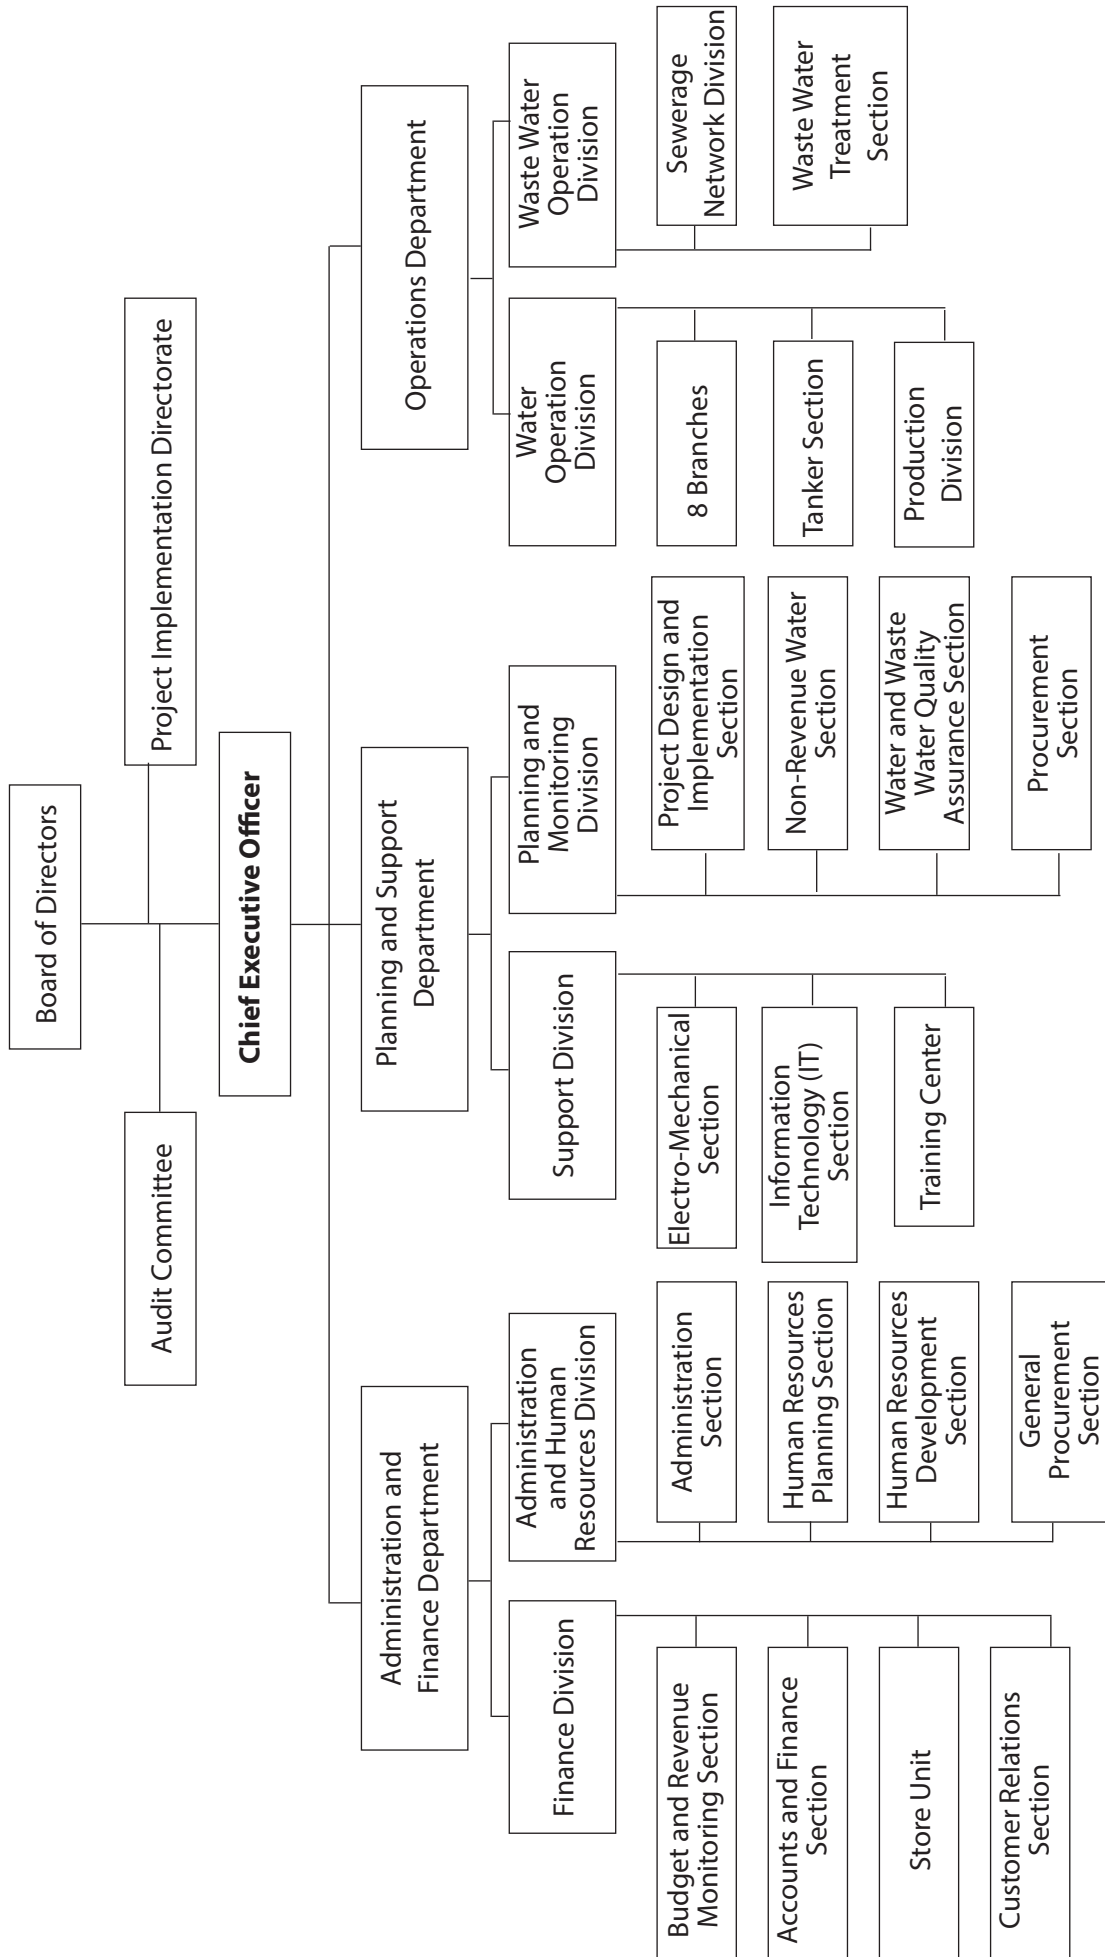 Board of Directors
Audit Committee
Project Implementation Directorate
Chief Executive Officer
Administration and
Finance Department
Planning and Support
Department
Operations Department
Finance Division
Administration
and Human
Resources Division
Support Division
Planning and
Monitoring
Division
Water
Operation
Division
Waste Water
Operation
Division
Budget and Revenue
Monitoring Section
Accounts and Finance
Section
Store Unit
Customer Relations
Section
Administration
Section
Human Resources
Planning Section
Human Resources
Development
Section
General
Procurement
Section
Electro-Mechanical
Section
Information
Technology (IT)
Section
Training Center
Project Design and
Implementation
Section
Non-Revenue Water
Section
Water and Waste
Water Quality
Assurance Section
Procurement
Section
8 Branches
Tanker Section
Production
Division
Sewerage
Network Division
Waste Water
Treatment
Section